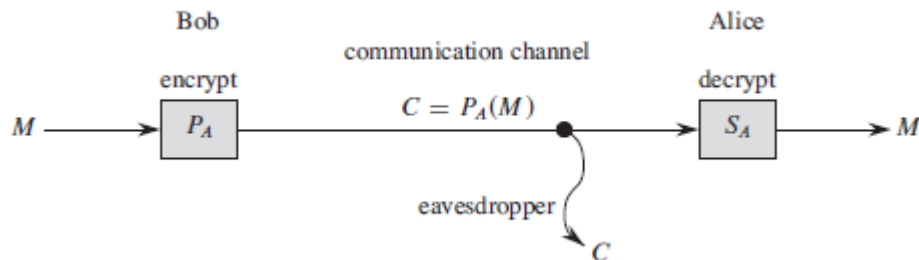 Bob
Alice
communication channel
encrypt
decrypt
M
P_A
C = P_A(M)
S_A
M
eavesdropper
C